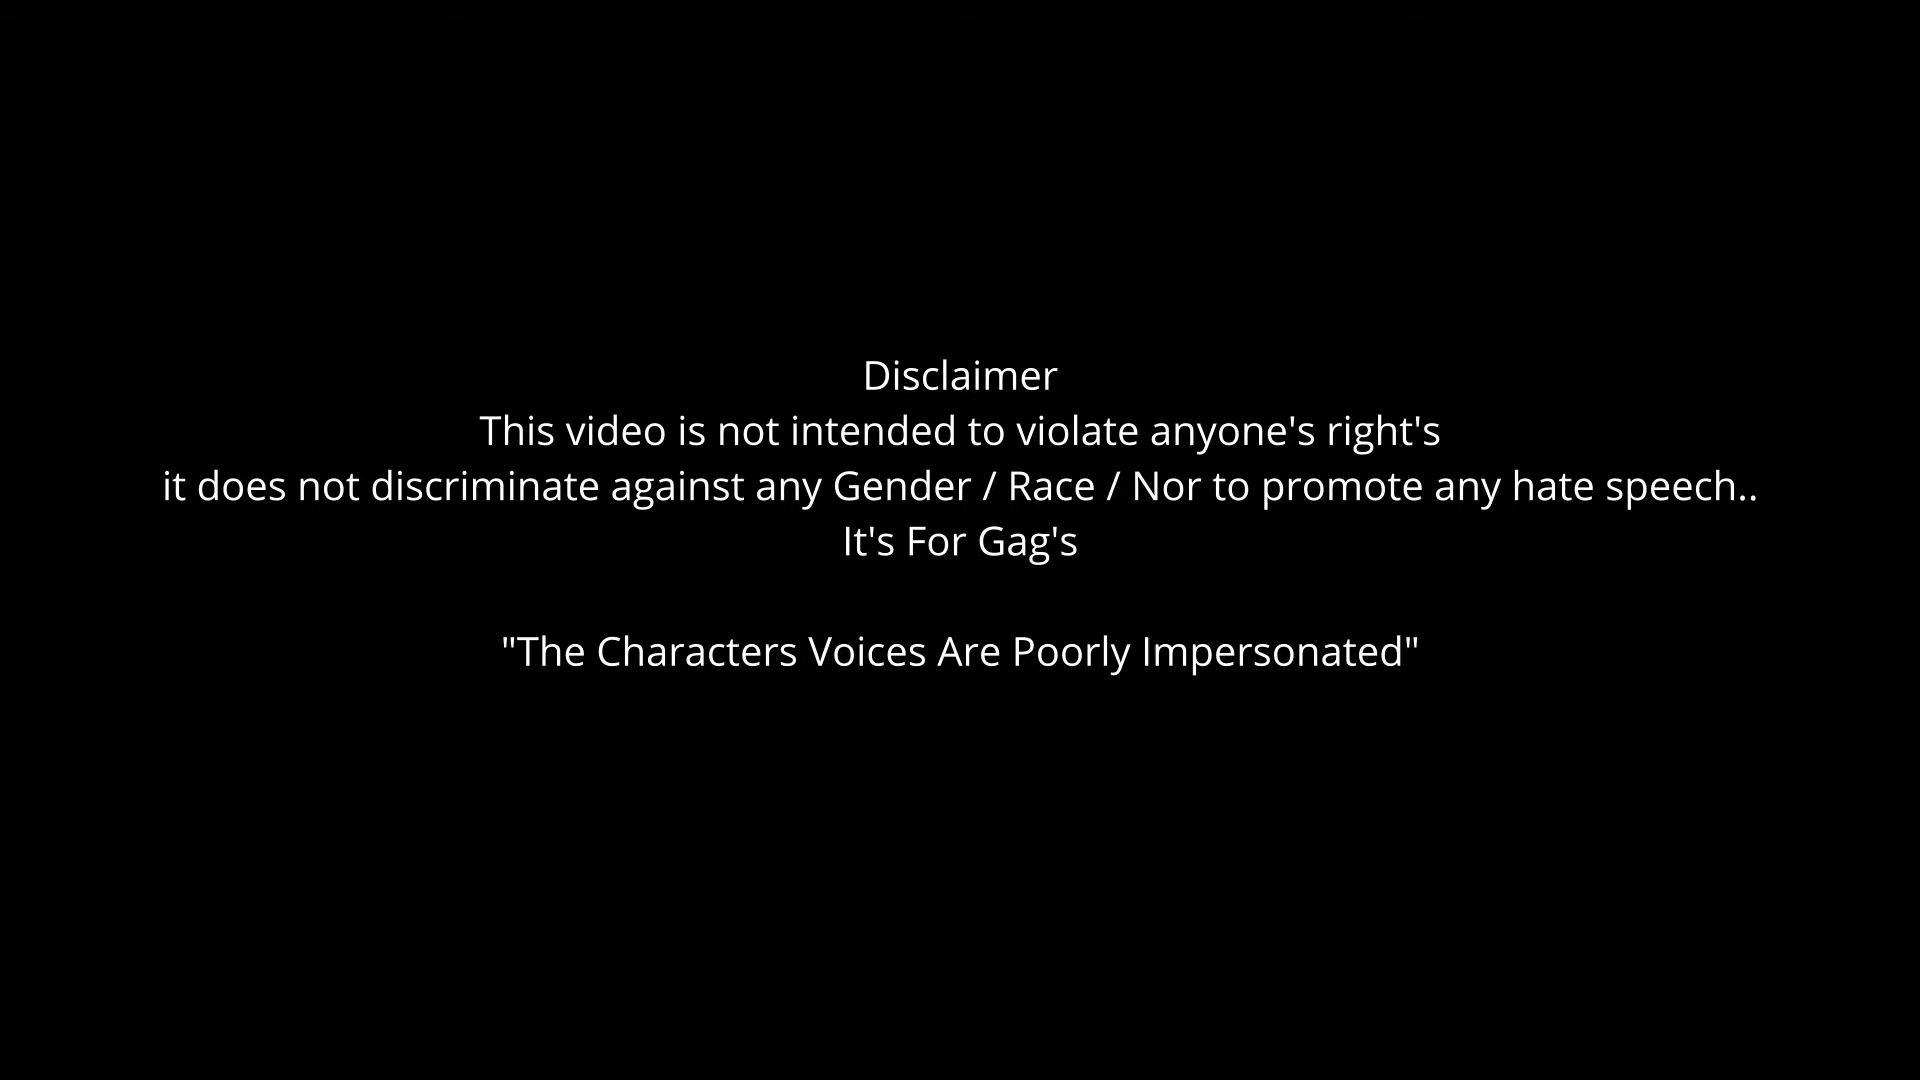 Disclaimer
This video is not intended to violate anyone's right's
it does not discriminate against any Gender / Race / Nor to promote any hate speech..
It's For Gag's
"The Characters Voices Are Poorly Impersonated"